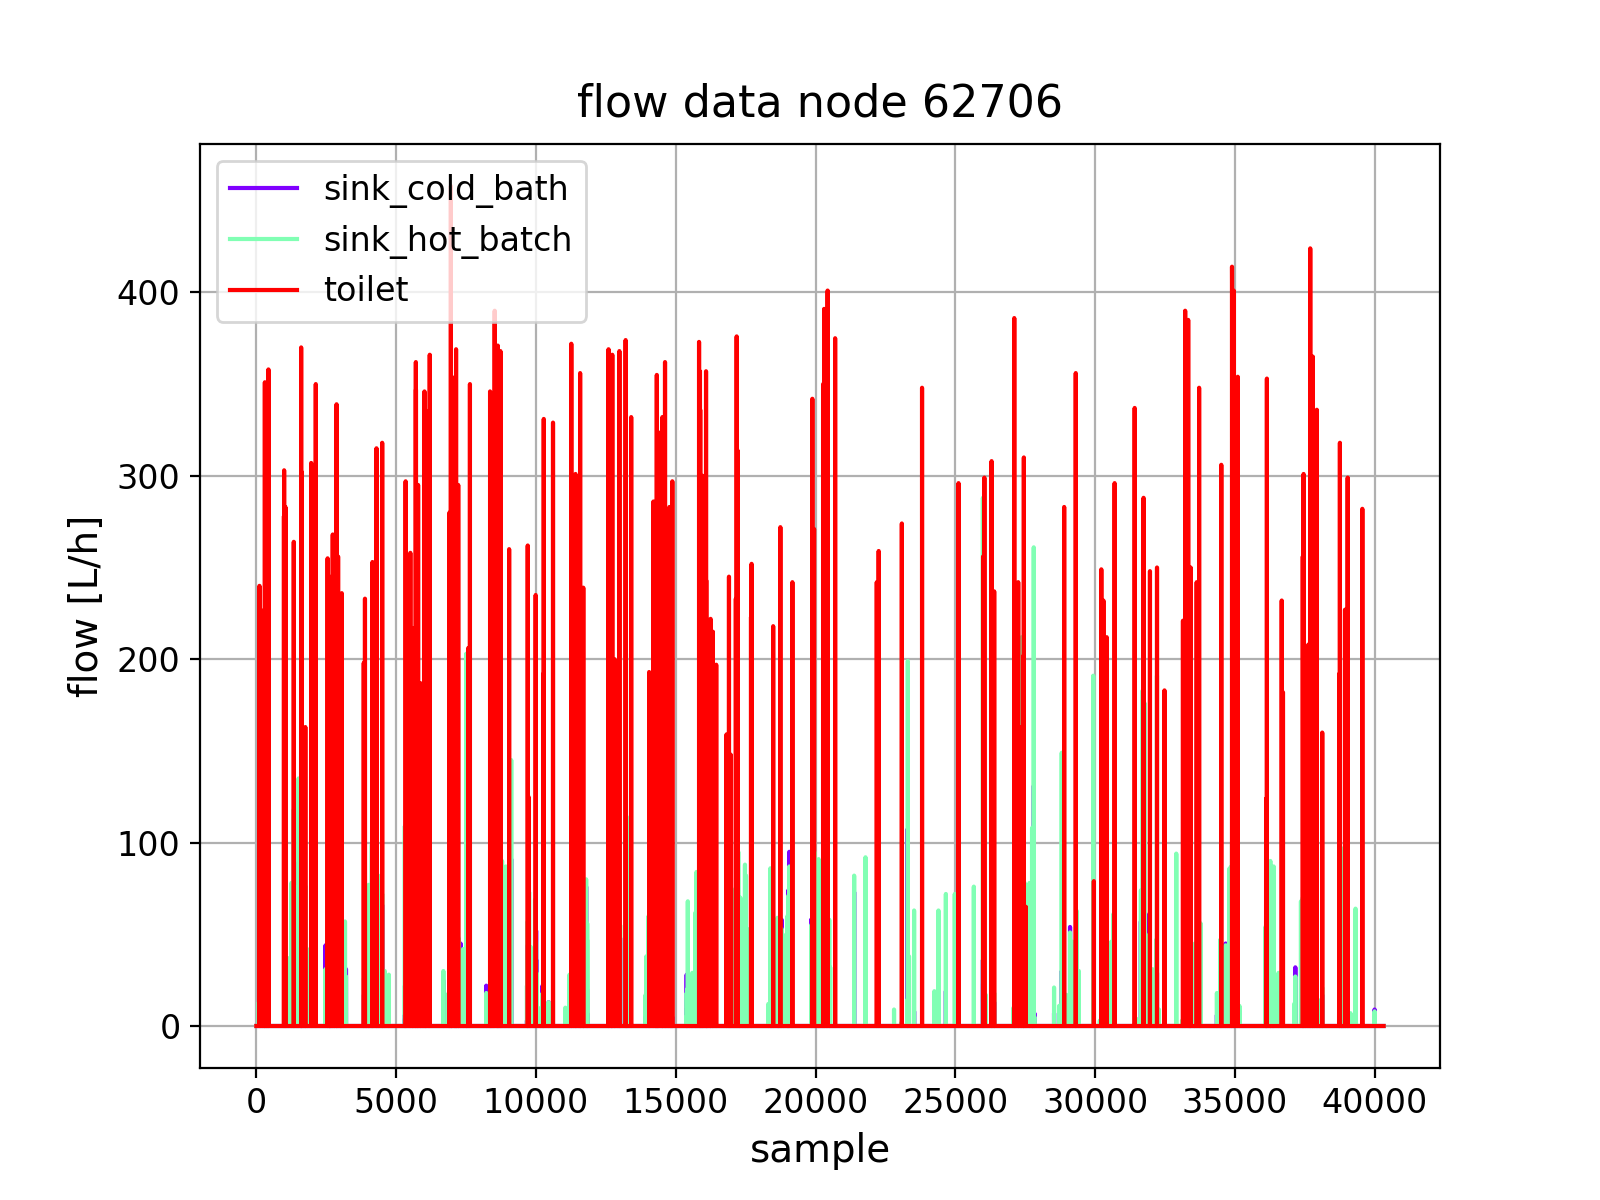 flow data node 62706
sink_cold_bath
sink_hot_batch
toilet
flow [L/h]
400
300
200
100
0
0 5000 10000 15000 20000 25000 30000 35000 40000
sample